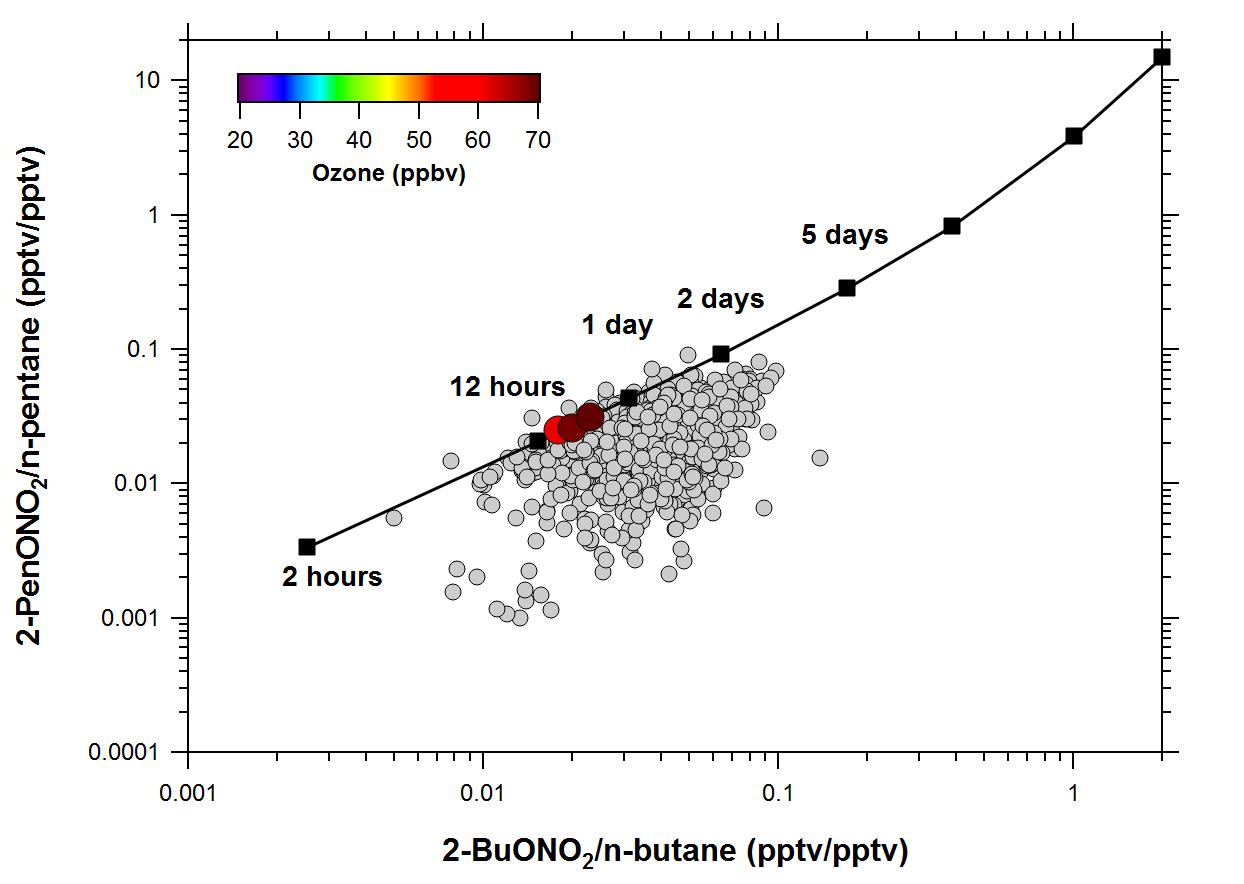 10
1
0.1
0.01
0.001
0.0001
2-PenONO2/n-pentane (pptv/pptv)
20 30 40 50 60 70
Ozone (ppbv)
5 days
2 days
1 day
12 hours
2 hours
0.001 0.01 0.1 1
2-BuONO2/n-butane (pptv/pptv)